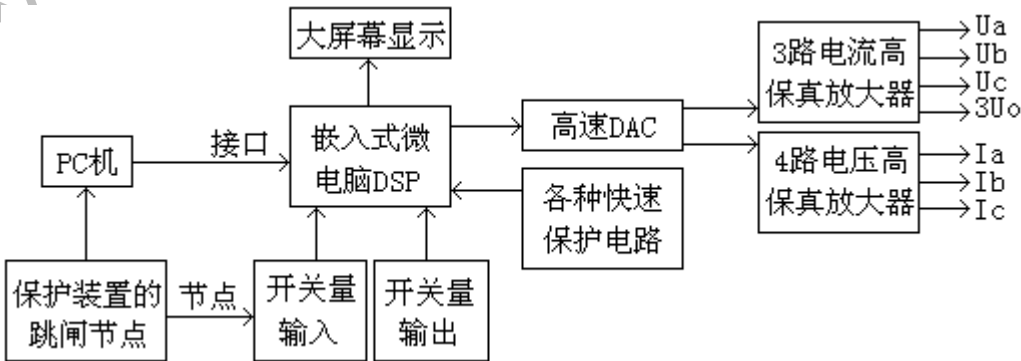 大屏幕显示
3路电流高
保真放大器
Ua
Ub
Uc
3Uo
接口
嵌入式微
电脑DSP
高速DAC
PC机
4路电压高
保真放大器
Ia
Ib
Ic
各种快速
保护电路
保护装置的
跳闸节点
节点
开关量
输入
开关量
输出